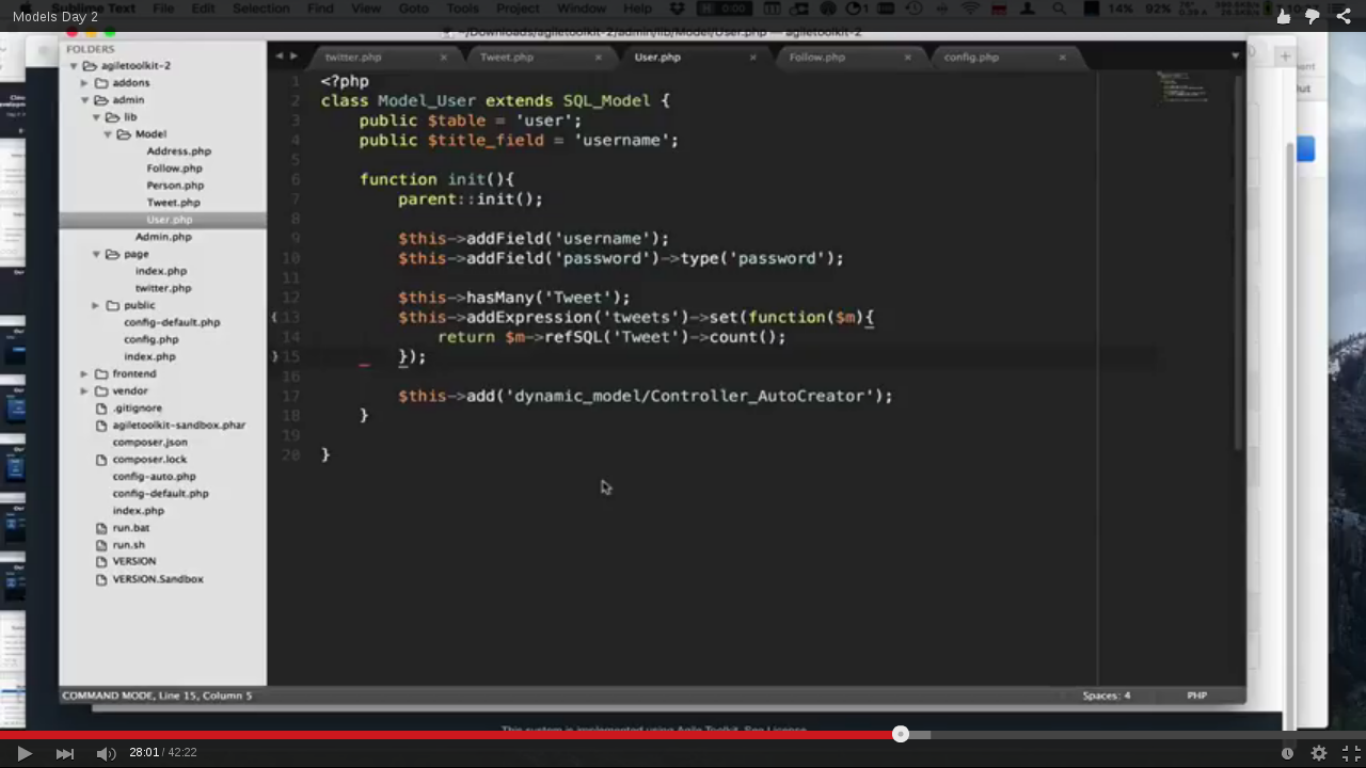 Models Day 2
Sublime Text File Edit Selection Find View Goto Tools Project Window Help
14% 92%
~/Downloads/agiletoolkit-2/admin/lib/Model/User.php — agiletoolkit-2
FOLDERS
agiletoolkit-2
addons
admin
lib
Model
Address.php
Follow.php
Person.php
Tweet.php
User.php
Admin.php
page
index.php
twitter.php
public
config-default.php
config.php
index.php
frontend
vendor
.gitignore
agiletoolkit-sandbox.phar
composer.json
composer.lock
config-auto.php
config-default.php
index.php
run.bat
run.sh
VERSION
VERSION.Sandbox
twitter.php × Tweet.php × User.php × Follow.php × config.php ×
1 <?php
2 class Model_User extends SQL_Model {
3 public $table = 'user';
4 public $title_field = 'username';
5
6 function init(){
7 parent::init();
8
9 $this->addField('username');
10 $this->addField('password')->type('password');
11
12 $this->hasMany('Tweet');
13 $this->addExpression('tweets')->set(function($m){
14 return $m->refSQL('Tweet')->count();
15 });
16
17 $this->add('dynamic_model/Controller_AutoCreator');
18 }
19
20 }
COMMAND MODE, Line 15, Column 5 Spaces: 4 PHP
This system is implemented using Agile Toolkit. See License
28:01 / 42:22